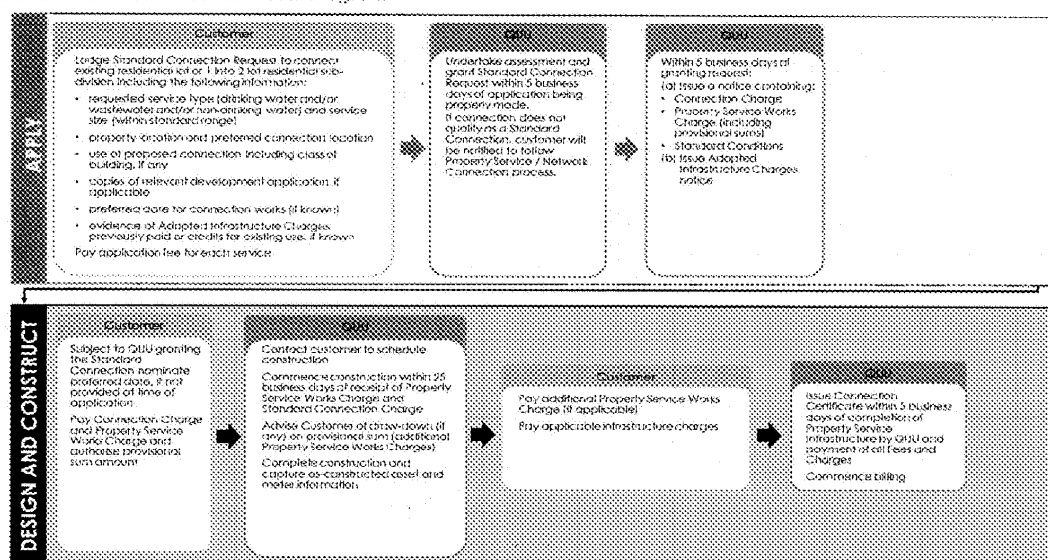 APPLY
Customer
Lodge Standard Connection Request to connect
existing residential lot or 1 into 2 lot residential sub-
division including the following information:
• requested service type (drinking water and/or
wastewater and/or non-drinking water) and service
size (within standard range)
• property location and preferred connection location
• use of proposed connection including class of
building, if any
• copies of relevant development application, if
applicable
• preferred date for connection works (if known)
• evidence of Adopted Infrastructure Charges
previously paid or credits for existing use, if known
Pay application fee for each service
QUU
Undertake assessment and
grant Standard Connection
Request within 5 business
days of application being
properly made.
If connection does not
qualify as a Standard
Connection, customer will
be notified to follow
Property Service / Network
Connection process.
QUU
Within 5 business days of
granting request:
(a) Issue a notice containing:
• Connection Charge
• Property Service Works
Charge (including
provisional sums)
• Standard Conditions
(b) Issue Adopted
Infrastructure Charges
notice
DESIGN AND CONSTRUCT
Customer
Subject to QUU granting
the Standard
Connection nominate
preferred date, if not
provided at time of
application
Pay Connection Charge
and Property Service
Works Charge and
authorise provisional
sum amount
QUU
Contact customer to schedule
construction
Commence construction within 25
business days of receipt of Property
Service Works Charge and
Standard Connection Charge
Advise Customer of draw-down (if
any) on provisional sum (additional
Property Service Works Charges)
Complete construction and
capture as-constructed asset and
meter information
Customer
Pay additional Property Service Works
Charge (if applicable)
Pay applicable infrastructure charges
QUU
Issue Connection
Certificate within 5 business
days of completion of
Property Service
Infrastructure by QUU and
payment of all Fees and
Charges
Commence billing